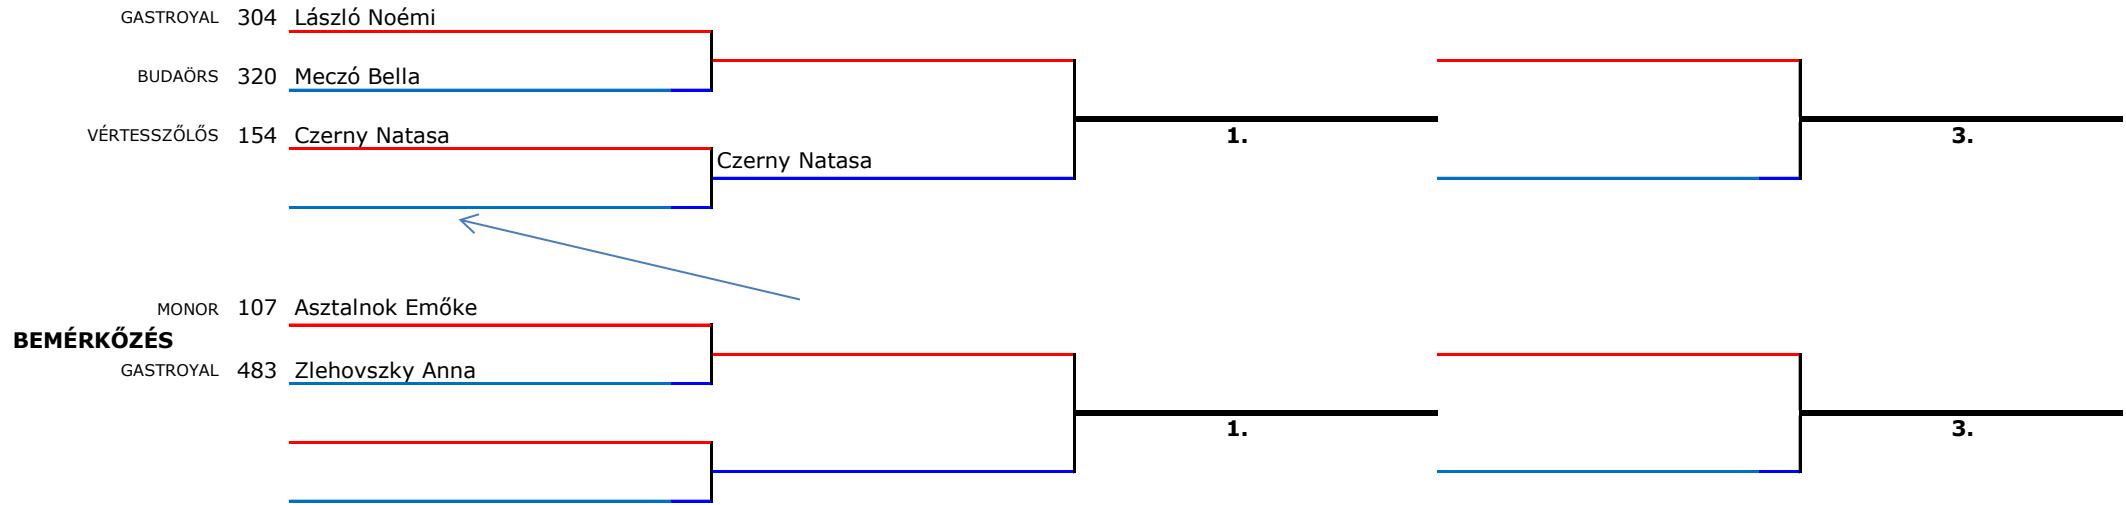 GASTROYAL 304 László Noémi
BUDAÖRS 320 Meczó Bella
VÉRTESSZŐLŐS 154 Czerny Natasa
1.
3.
Czerny Natasa
MONOR 107 Asztalnok Emőke
BEMÉRKŐZÉS
GASTROYAL 483 Zlehovszky Anna
1.
3.